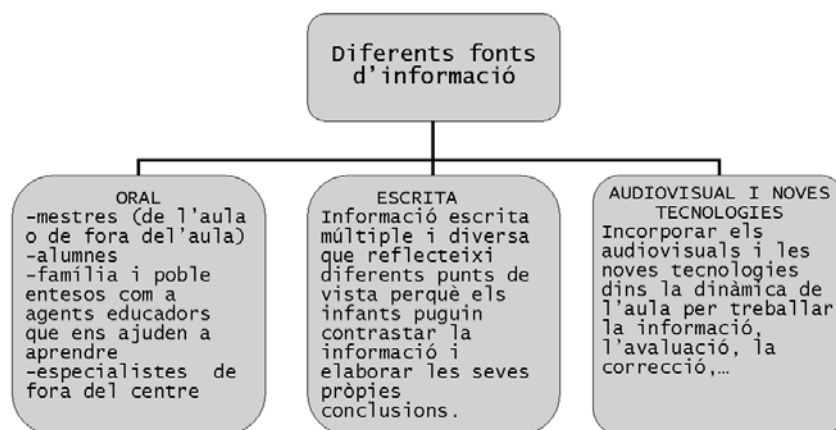 Diferents fonts
d'informació
ORAL
-mestres (de l'aula
o de fora del'aula)
-alumnes
-família i poble
entesos com a
agents educadors
que ens ajuden a
aprendre
-especialistes de
fora del centre
ESCRITA
Informació escrita
múltiple i diversa
que reflecteixi
diferents punts de
vista perquè els
infants puguin
contrastar la
informació i
elaborar les seves
pròpies
conclusions.
AUDIOVISUAL I NOVES
TECNOLOGIES
Incorporar els
audiovisuals i les
noves tecnologies
dins la dinàmica de
l'aula per treballar
la informació,
l'avaluació, la
correcció,…